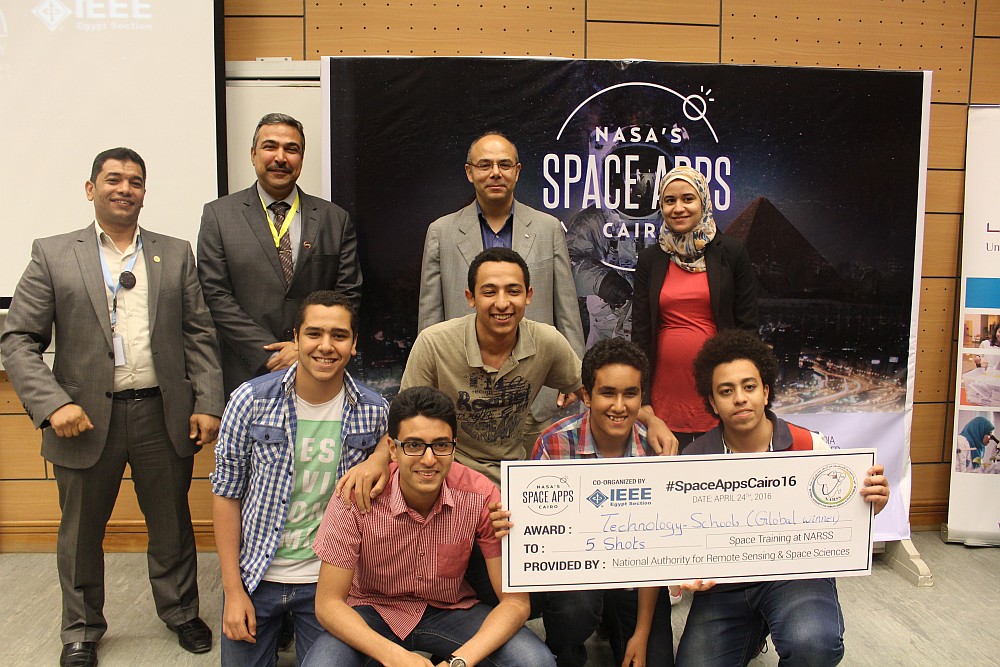 IEEE
Egypt Section
NASA'S
SPACE APPS
CAIRO
NASA'S
SPACE APPS
CAIRO
CO-ORGANIZED BY
IEEE
Egypt Section
#SpaceAppsCairo16
DATE: APRIL 24TH, 2016
NARSS
AWARD : Technology-Schools (Global winner)
TO : 5 Shots
Space Training at NARSS
PROVIDED BY : National Authority for Remote Sensing & Space Sciences